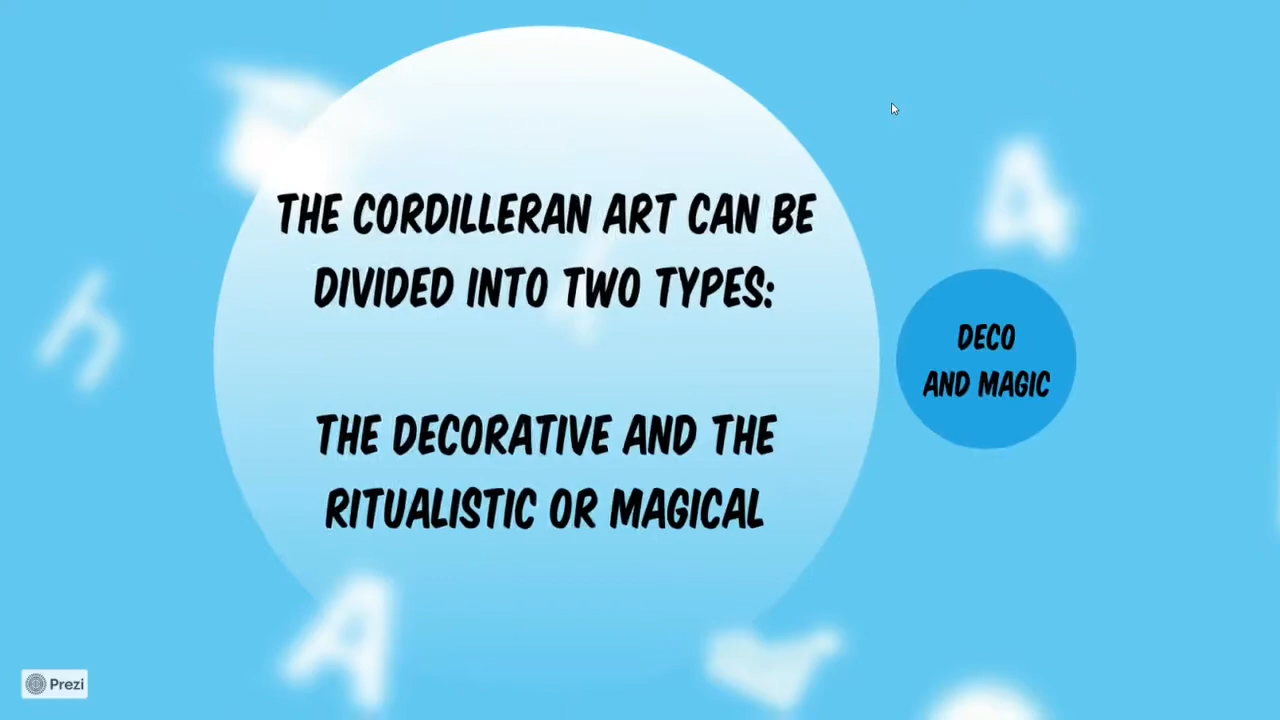 THE CORDILLERAN ART CAN BE
DIVIDED INTO TWO TYPES:
THE DECORATIVE AND THE
RITUALISTIC OR MAGICAL
DECO
AND MAGIC
h
A
A
Prezi